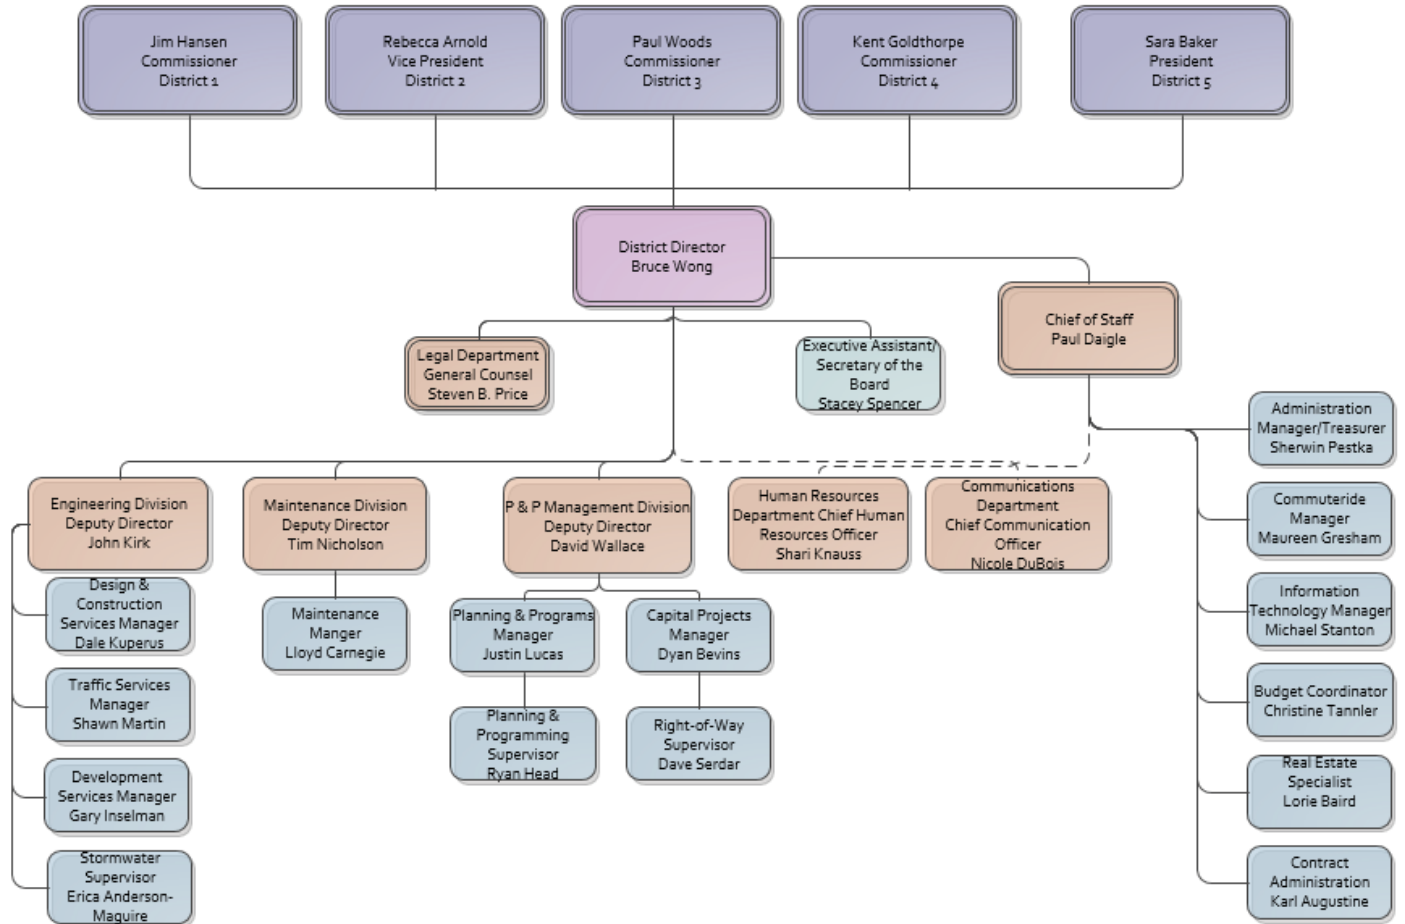 Jim Hansen
Commissioner
District 1
Rebecca Arnold
Vice President
District 2
Paul Woods
Commissioner
District 3
Kent Goldthorpe
Commissioner
District 4
Sara Baker
President
District 5
District Director
Bruce Wong
Chief of Staff
Paul Daigle
Legal Department
General Counsel
Steven B. Price
Executive Assistant/
Secretary of the
Board
Stacey Spencer
Administration
Manager/Treasurer
Sherwin Pestka
Engineering Division
Deputy Director
John Kirk
Maintenance Division
Deputy Director
Tim Nicholson
P & P Management Division
Deputy Director
David Wallace
Human Resources
Department Chief Human
Resources Officer
Shari Knauss
Communications
Department
Chief Communication
Officer
Nicole DuBois
Commuteride
Manager
Maureen Gresham
Design &
Construction
Services Manager
Dale Kuperus
Maintenance
Manger
Lloyd Carnegie
Planning & Programs
Manager
Justin Lucas
Capital Projects
Manager
Dyan Bevins
Information
Technology Manager
Michael Stanton
Traffic Services
Manager
Shawn Martin
Planning &
Programming
Supervisor
Ryan Head
Right-of-Way
Supervisor
Dave Serdar
Budget Coordinator
Christine Tannler
Development
Services Manager
Gary Inselman
Real Estate
Specialist
Lorie Baird
Stormwater
Supervisor
Erica Anderson-
Maguire
Contract
Administration
Karl Augustine